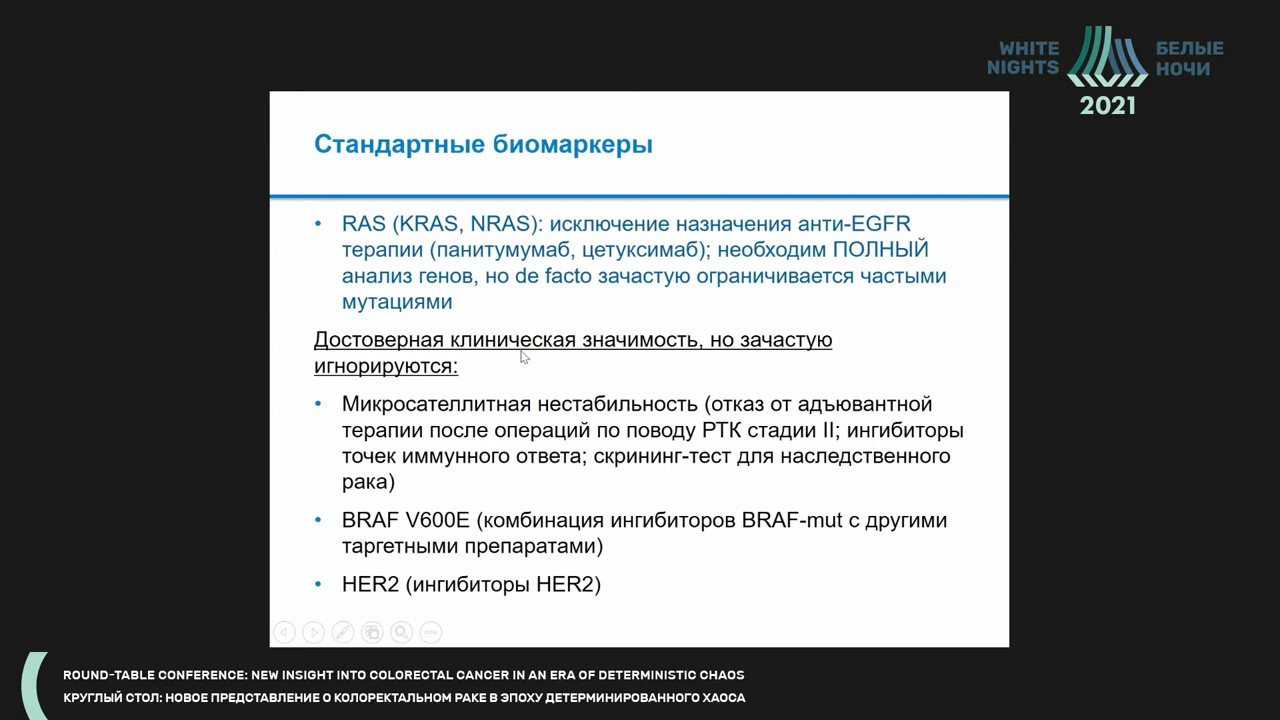 WHITE NIGHTS
БЕЛЫЕ НОЧИ
2021
Стандартные биомаркеры
• RAS (KRAS, NRAS): исключение назначения анти-EGFR
терапии (панитумумаб, цетуксимаб); необходим ПОЛНЫЙ
анализ генов, но de facto зачастую ограничивается частыми
мутациями
Достоверная клиническая значимость, но зачастую
игнорируются:
• Микросателлитная нестабильность (отказ от адъювантной
терапии после операций по поводу РТК стадии II; ингибиторы
точек иммунного ответа; скрининг-тест для наследственного
рака)
• BRAF V600E (комбинация ингибиторов BRAF-mut с другими
таргетными препаратами)
• HER2 (ингибиторы HER2)
ROUND-TABLE CONFERENCE: NEW INSIGHT INTO COLORECTAL CANCER IN AN ERA OF DETERMINISTIC CHAOS
КРУГЛЫЙ СТОЛ: НОВОЕ ПРЕДСТАВЛЕНИЕ О КОЛОРЕКТАЛЬНОМ РАКЕ В ЭПОХУ ДЕТЕРМИНИРОВАННОГО ХАОСА